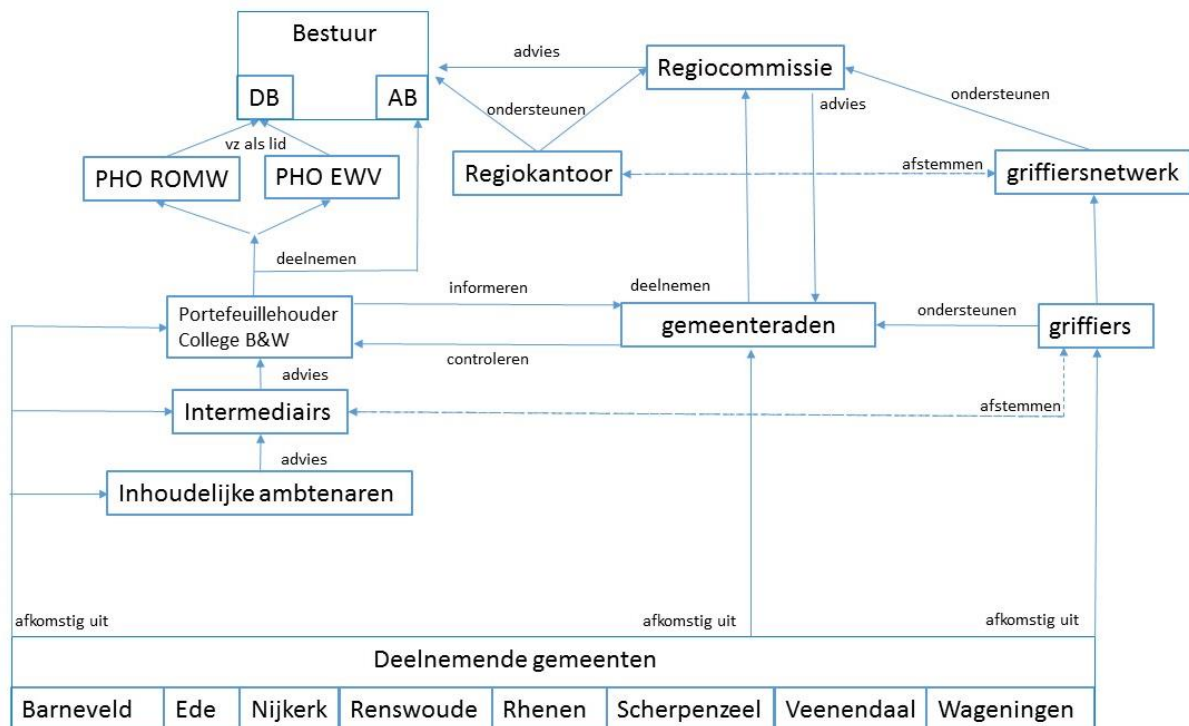 Bestuur
DB
AB
advies
Regiocommissie
ondersteunen
advies
ondersteunen
vz als lid
PHO ROMW
PHO EWV
Regiokantoor
afstemmen
griffiersnetwerk
deelnemen
informeren
deelnemen
Portefeuillehouder
College B&W
gemeenteraden
ondersteunen
griffiers
controleren
advies
Intermediairs
afstemmen
advies
Inhoudelijke ambtenaren
afkomstig uit
afkomstig uit
afkomstig uit
Deelnemende gemeenten
Barneveld
Ede
Nijkerk
Renswoude
Rhenen
Scherpenzeel
Veenendaal
Wageningen